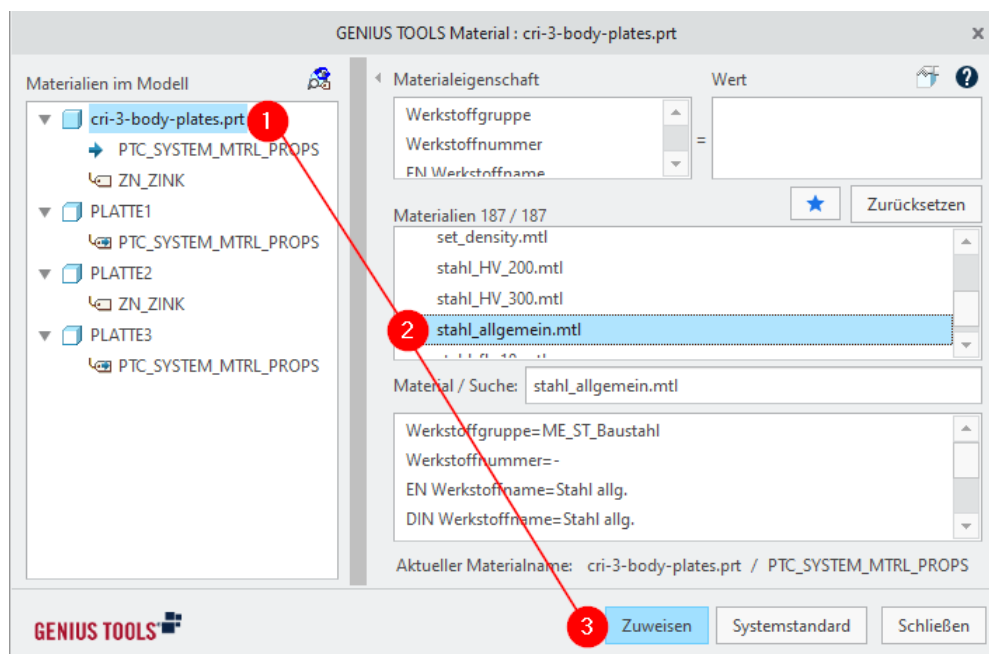 GENIUS TOOLS Material : cri-3-body-plates.prt
Materialien im Modell
cri-3-body-plates.prt
1
PTC_SYSTEM_MTRL_PROPS
ZN_ZINK
PLATTE1
PTC_SYSTEM_MTRL_PROPS
PLATTE2
ZN_ZINK
PLATTE3
PTC_SYSTEM_MTRL_PROPS
Materialeigenschaft
Wert
Werkstoffgruppe
Werkstoffnummer
=
EN Werkstoffname
Zurücksetzen
Materialien 187 / 187
set_density.mtl
stahl_HV_200.mtl
stahl_HV_300.mtl
2
stahl_allgemein.mtl
Material / Suche: stahl_allgemein.mtl
Werkstoffgruppe=ME_ST_Baustahl
Werkstoffnummer=-
EN Werkstoffname=Stahl allg.
DIN Werkstoffname=Stahl allg.
Aktueller Materialname: cri-3-body-plates.prt / PTC_SYSTEM_MTRL_PROPS
GENIUS TOOLS
3
Zuweisen
Systemstandard
Schließen